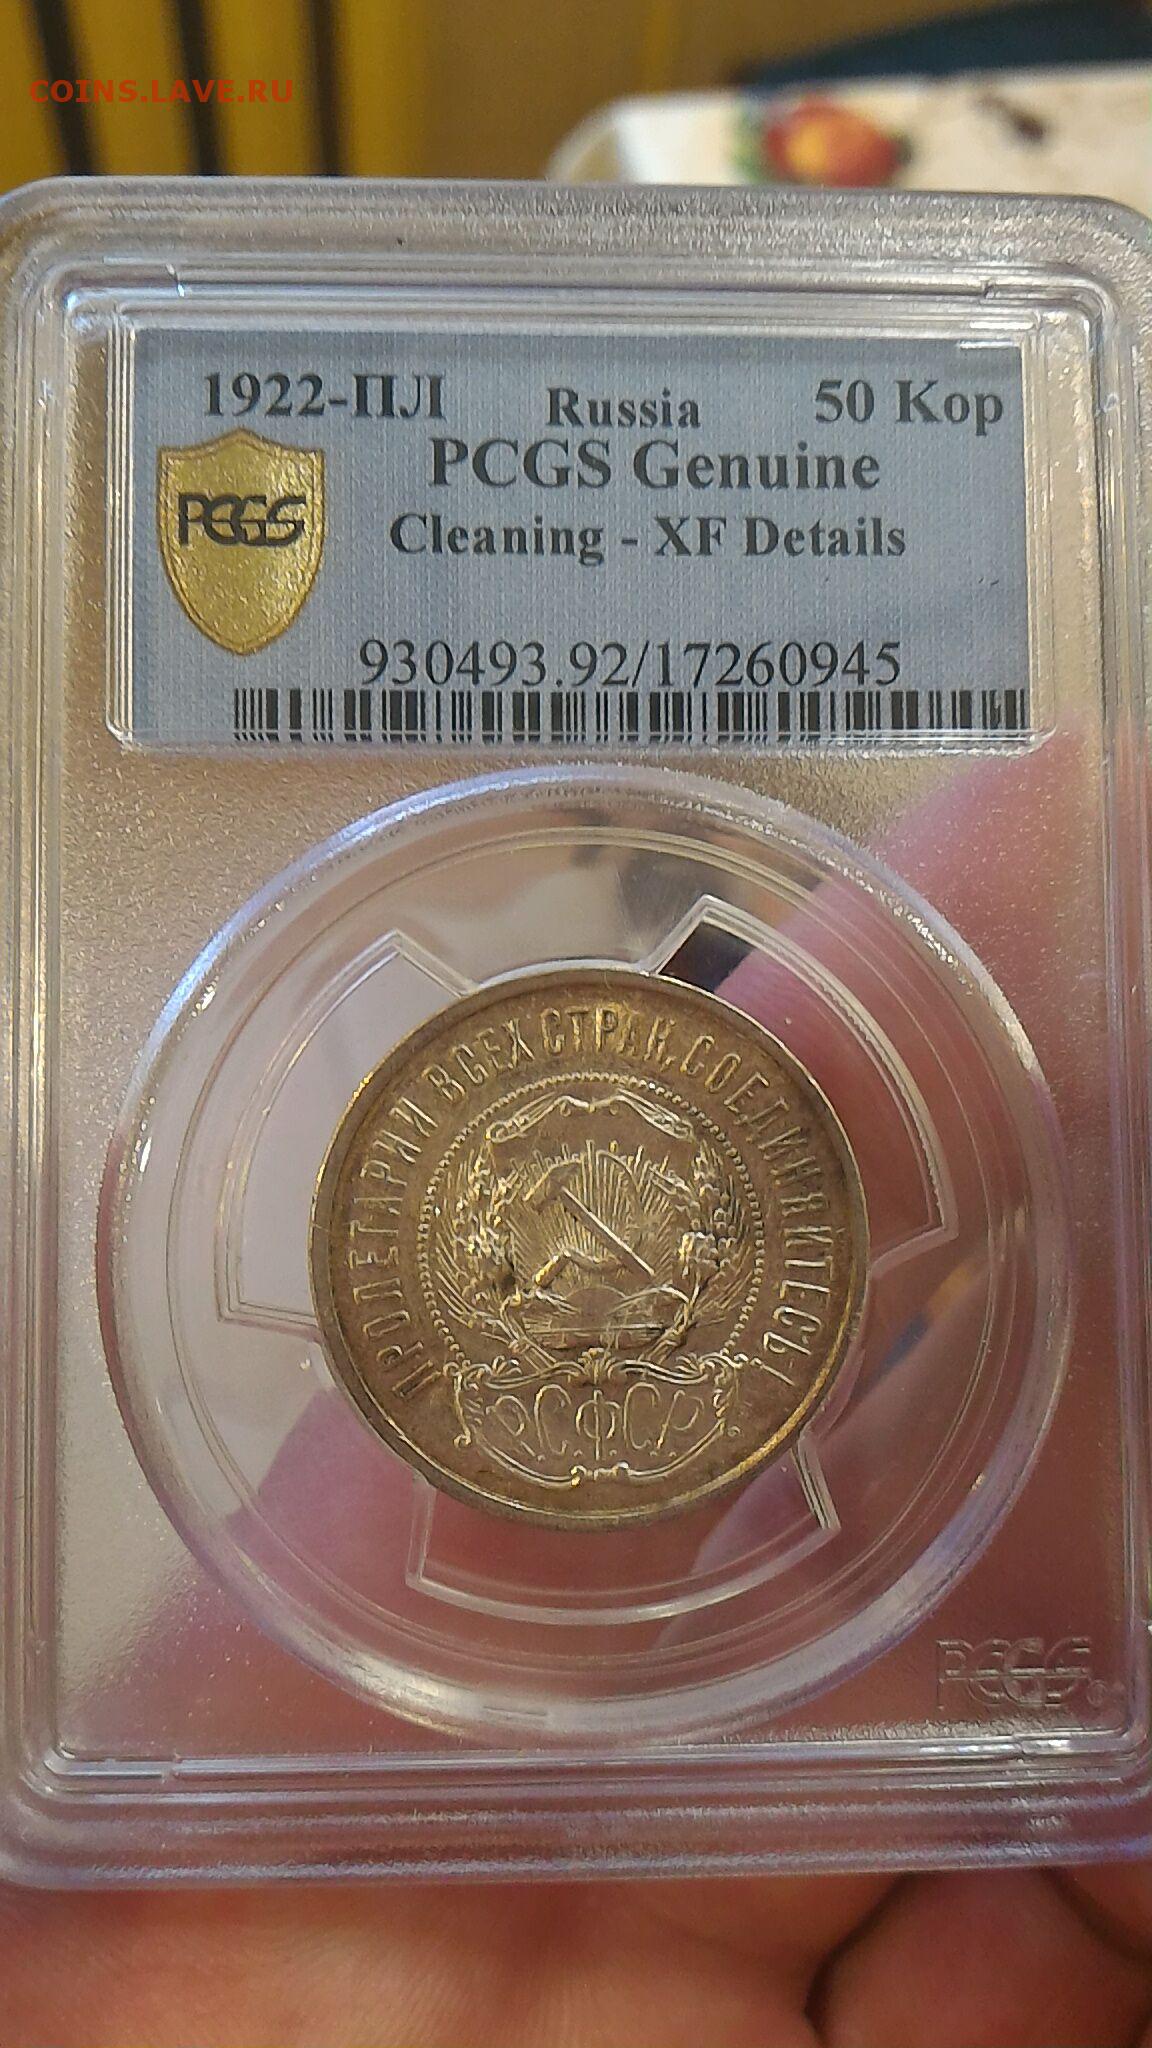 COINS.LAVE.RU
1922-ПЛ Russia 50 Kop
PCGS Genuine
PCGS
Cleaning - XF Details
930493.92/17260945
ПРОЛЕТАРИИ ВСЕХ СТРАН, СОЕДИНЯЙТЕСЬ!
Р.С.Ф.С.Р.
PCGS